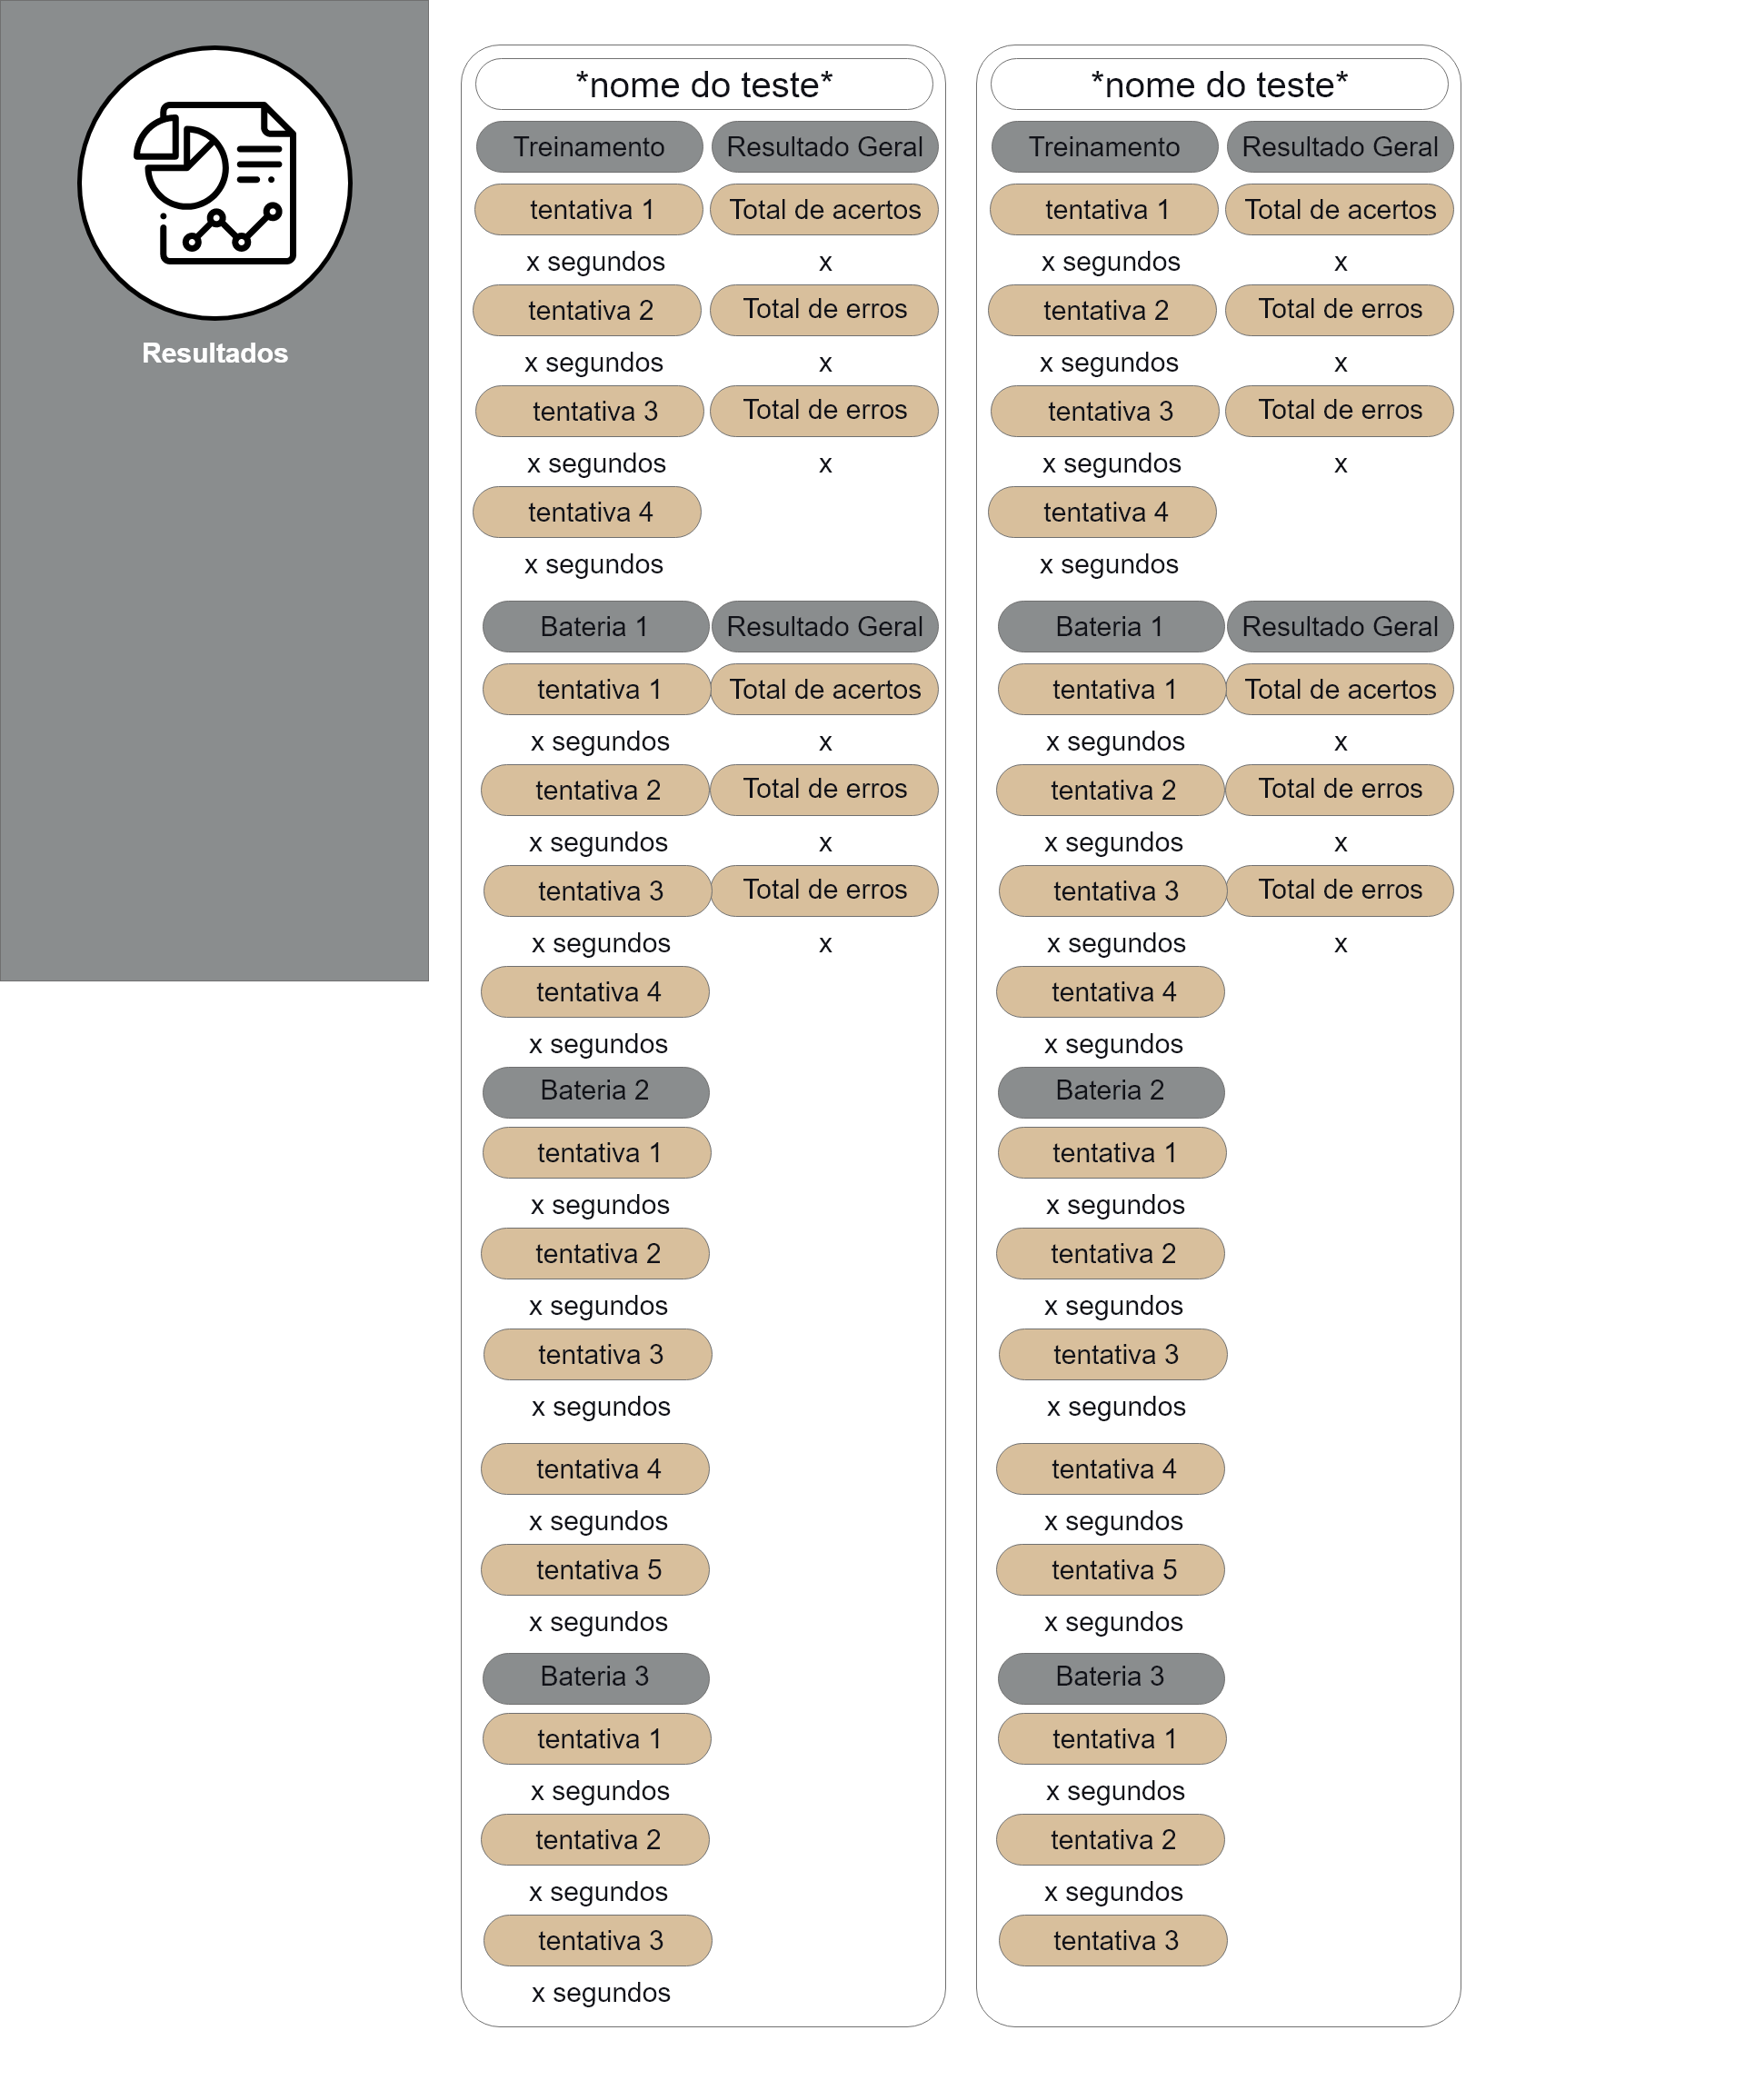 Resultados
*nome do teste*
Treinamento Resultado Geral
tentativa 1 Total de acertos
x segundos x
tentativa 2 Total de erros
x segundos x
tentativa 3 Total de erros
x segundos x
tentativa 4
x segundos
Bateria 1 Resultado Geral
tentativa 1 Total de acertos
x segundos x
tentativa 2 Total de erros
x segundos x
tentativa 3 Total de erros
x segundos x
tentativa 4
x segundos
Bateria 2
tentativa 1
x segundos
tentativa 2
x segundos
tentativa 3
x segundos
tentativa 4
x segundos
tentativa 5
x segundos
Bateria 3
tentativa 1
x segundos
tentativa 2
x segundos
tentativa 3
x segundos
*nome do teste*
Treinamento Resultado Geral
tentativa 1 Total de acertos
x segundos x
tentativa 2 Total de erros
x segundos x
tentativa 3 Total de erros
x segundos x
tentativa 4
x segundos
Bateria 1 Resultado Geral
tentativa 1 Total de acertos
x segundos x
tentativa 2 Total de erros
x segundos x
tentativa 3 Total de erros
x segundos x
tentativa 4
x segundos
Bateria 2
tentativa 1
x segundos
tentativa 2
x segundos
tentativa 3
x segundos
tentativa 4
x segundos
tentativa 5
x segundos
Bateria 3
tentativa 1
x segundos
tentativa 2
x segundos
tentativa 3